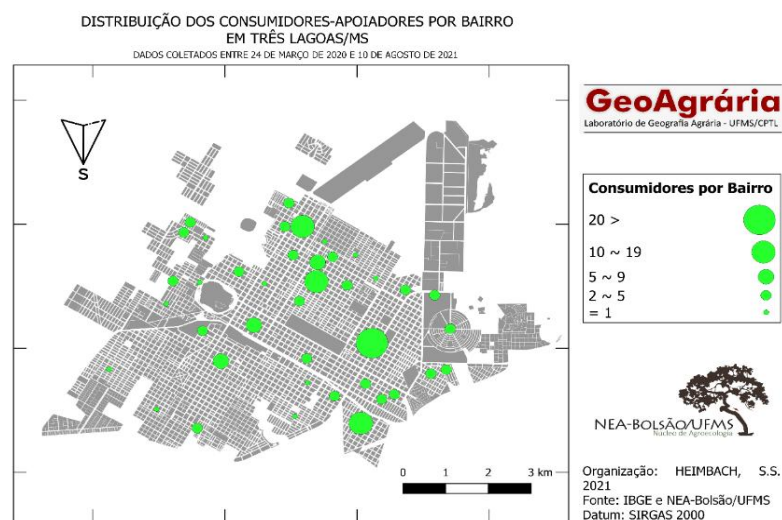 DISTRIBUIÇÃO DOS CONSUMIDORES-APOIADORES POR BAIRRO
EM TRÊS LAGOAS/MS
DADOS COLETADOS ENTRE 24 DE MARÇO DE 2020 E 10 DE AGOSTO DE 2021
S
GeoAgrária
Laboratório de Geografia Agrária - UFMS/CPTL
Consumidores por Bairro
20 >
10 ~ 19
5 ~ 9
2 ~ 5
= 1
NEA-BOLSÃO/UFMS
Núcleo de Agroecologia
0 1 2 3 km
Organização: HEIMBACH, S.S.
2021
Fonte: IBGE e NEA-Bolsão/UFMS
Datum: SIRGAS 2000